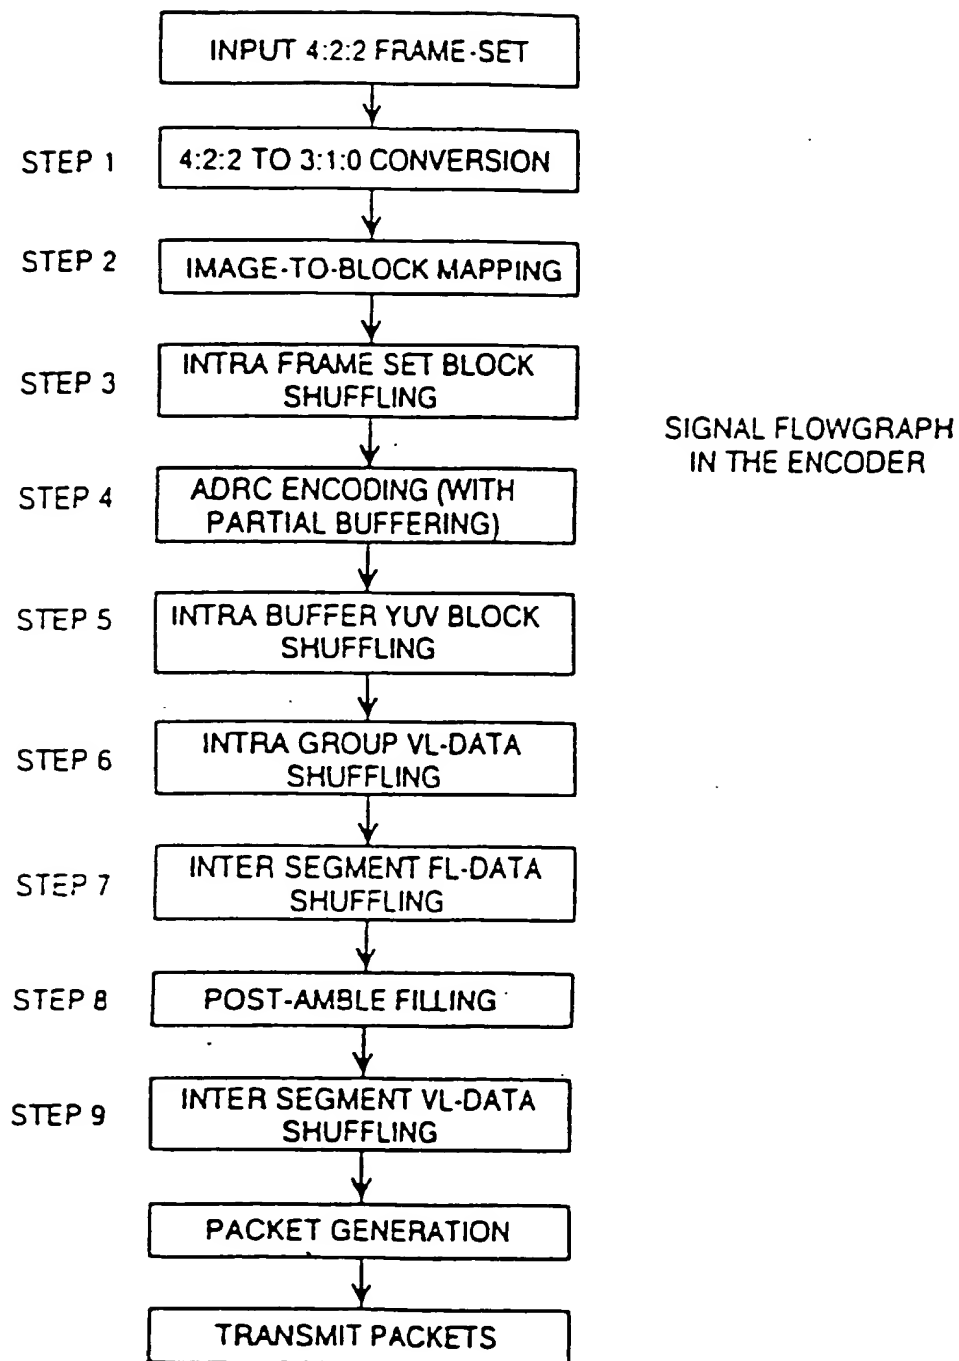 INPUT 4:2:2 FRAME-SET
STEP 1
4:2:2 TO 3:1:0 CONVERSION
STEP 2
IMAGE-TO-BLOCK MAPPING
STEP 3
INTRA FRAME SET BLOCK
SHUFFLING
SIGNAL FLOWGRAPH
IN THE ENCODER
STEP 4
ADRC ENCODING (WITH
PARTIAL BUFFERING)
STEP 5
INTRA BUFFER YUV BLOCK
SHUFFLING
STEP 6
INTRA GROUP VL-DATA
SHUFFLING
STEP 7
INTER SEGMENT FL-DATA
SHUFFLING
STEP 8
POST-AMBLE FILLING
STEP 9
INTER SEGMENT VL-DATA
SHUFFLING
PACKET GENERATION
TRANSMIT PACKETS